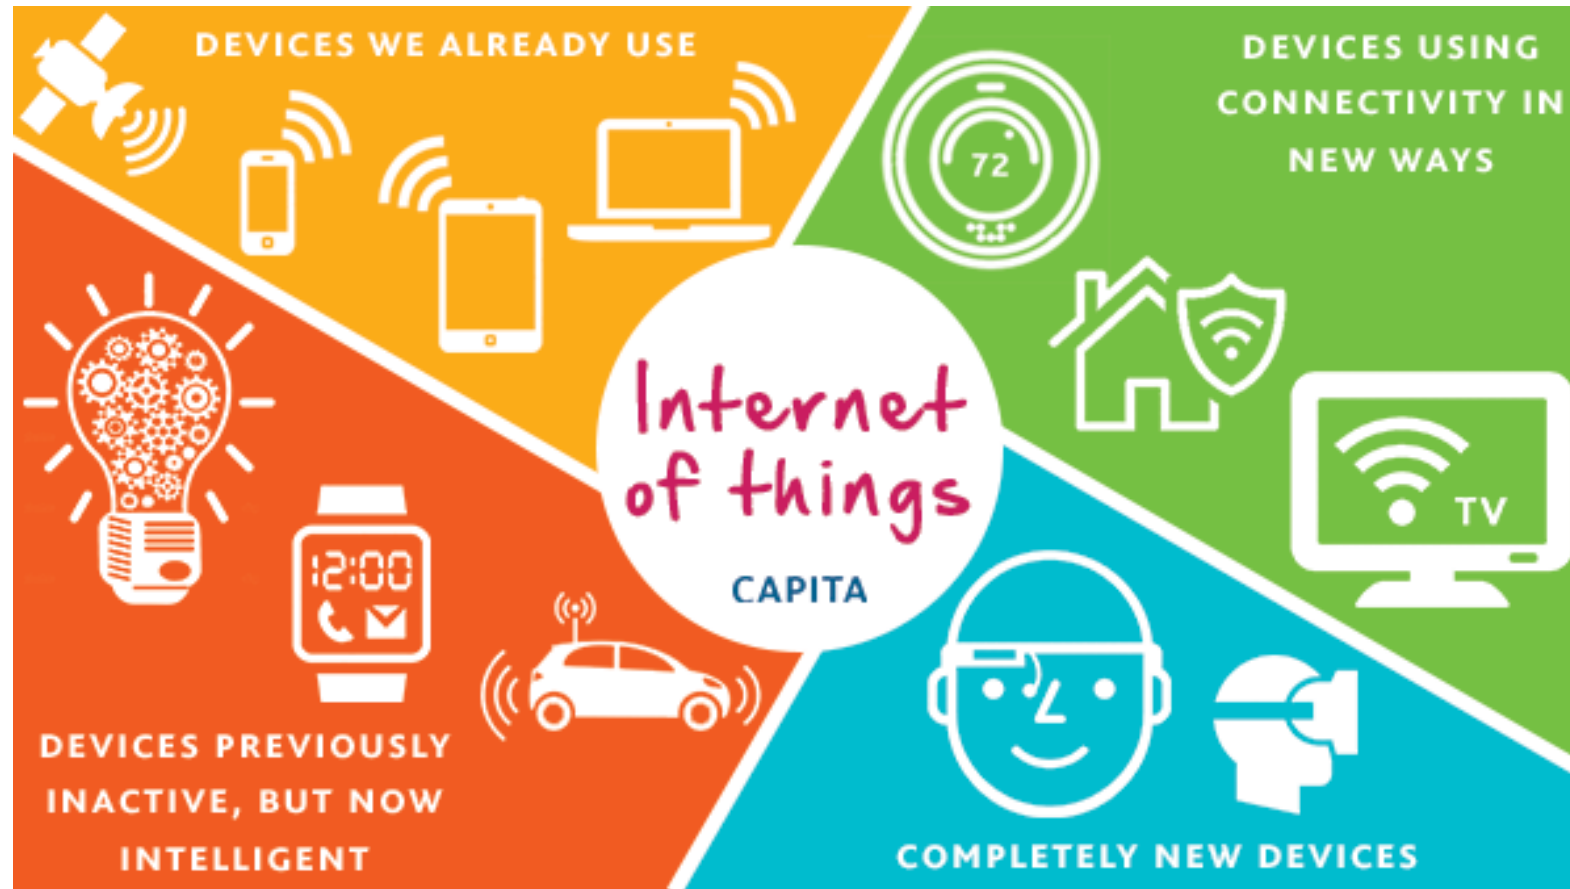 DEVICES WE ALREADY USE
DEVICES USING
CONNECTIVITY IN
NEW WAYS
72
Internet
of things
CAPITA
TV
12:00
DEVICES PREVIOUSLY
INACTIVE, BUT NOW
INTELLIGENT
COMPLETELY NEW DEVICES